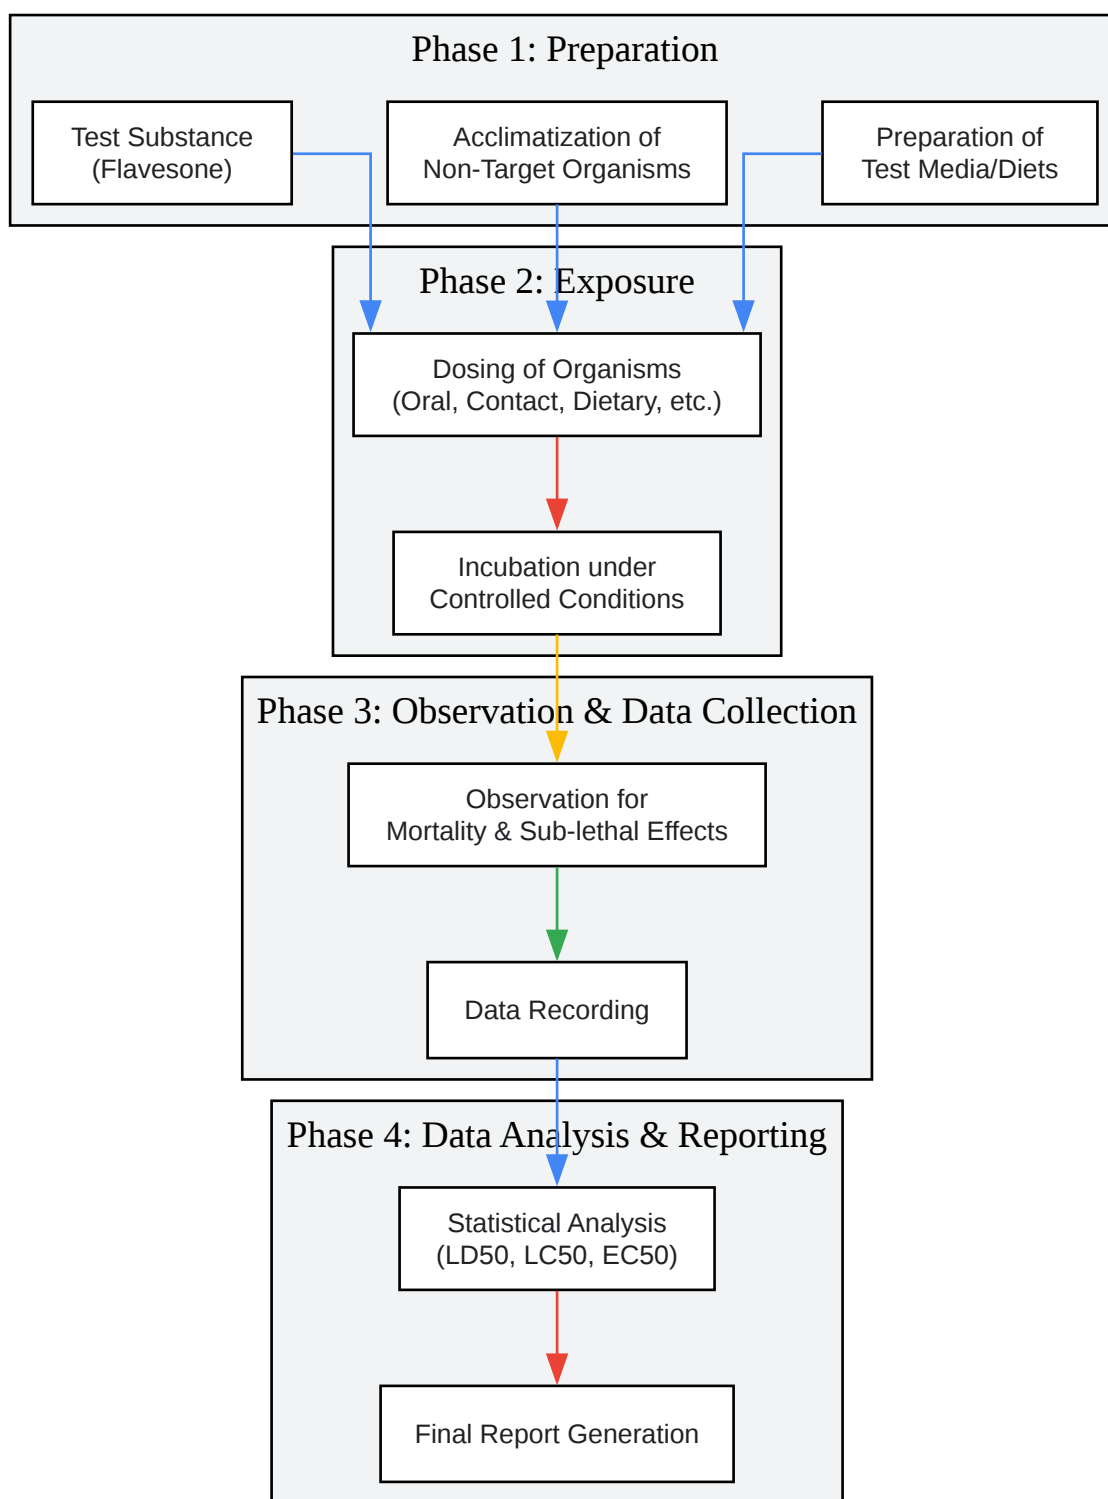 Phase 1: Preparation
Test Substance
(Flavesone)
Acclimatization of
Non-Target Organisms
Preparation of
Test Media/Diets
Phase 2: Exposure
Dosing of Organisms
(Oral, Contact, Dietary, etc.)
Incubation under
Controlled Conditions
Phase 3: Observation & Data Collection
Observation for
Mortality & Sub-lethal Effects
Data Recording
Phase 4: Data Analysis & Reporting
Statistical Analysis
(LD50, LC50, EC50)
Final Report Generation